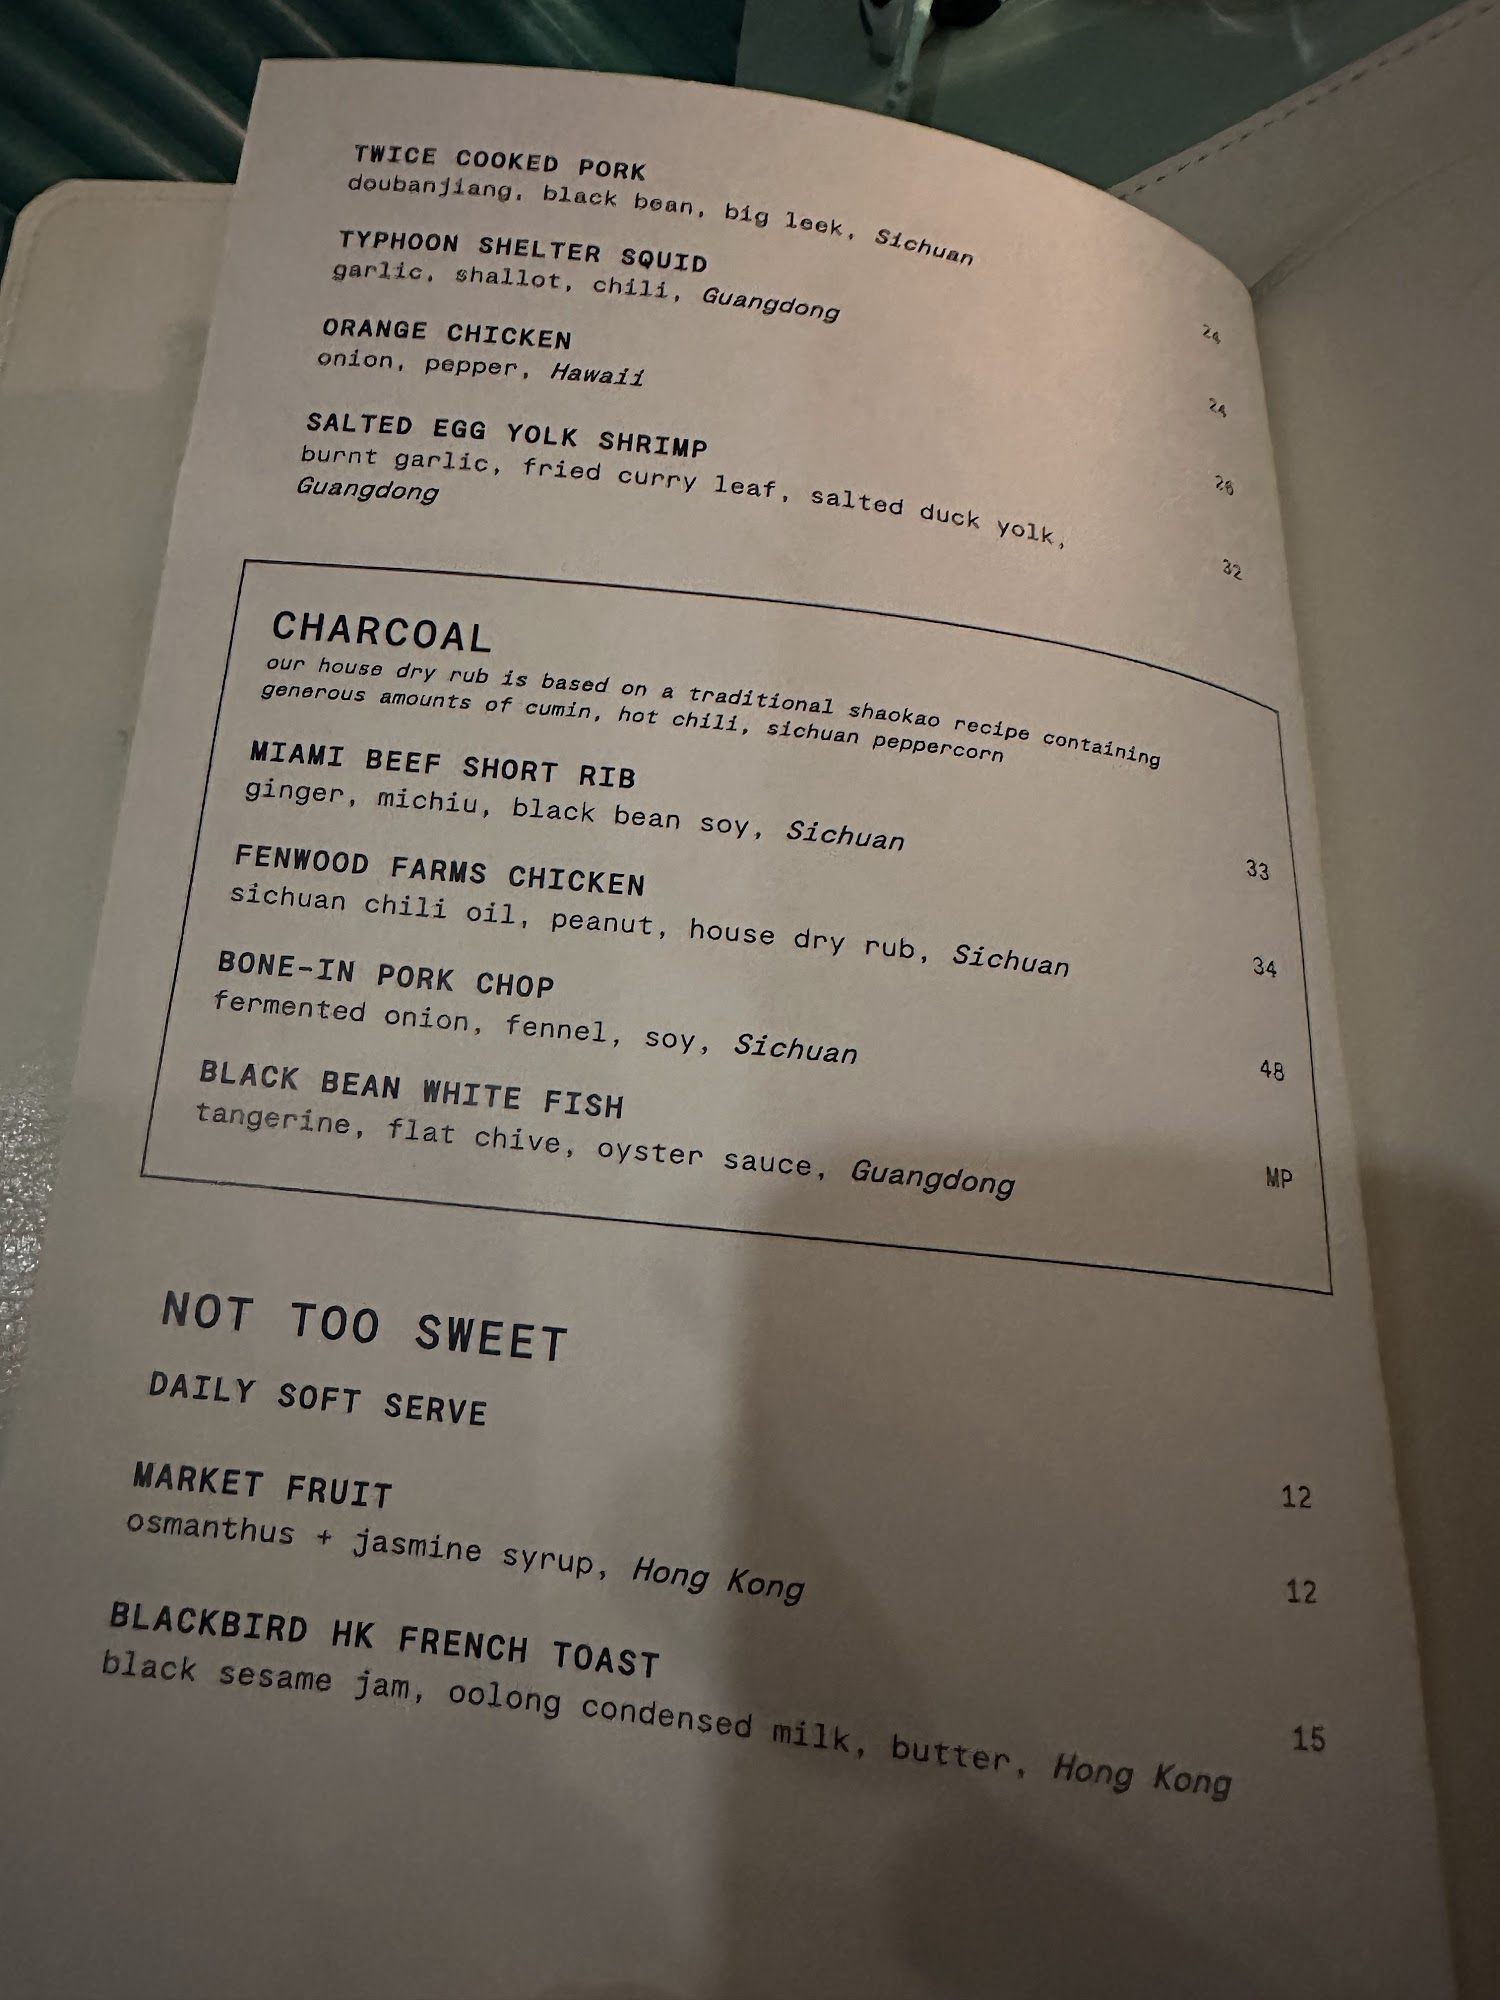 TWICE COOKED PORK 24
doubanjiang, black bean, big leek, Sichuan
TYPHOON SHELTER SQUID 24
garlic, shallot, chili, Guangdong
ORANGE CHICKEN 26
onion, pepper, Hawaii
SALTED EGG YOLK SHRIMP 32
burnt garlic, fried curry leaf, salted duck yolk,
Guangdong
CHARCOAL
our house dry rub is based on a traditional shaokao recipe containing
generous amounts of cumin, hot chili, sichuan peppercorn
MIAMI BEEF SHORT RIB 33
ginger, michiu, black bean soy, Sichuan
FENWOOD FARMS CHICKEN 34
sichuan chili oil, peanut, house dry rub, Sichuan
BONE-IN PORK CHOP 48
fermented onion, fennel, soy, Sichuan
BLACK BEAN WHITE FISH MP
tangerine, flat chive, oyster sauce, Guangdong
NOT TOO SWEET
DAILY SOFT SERVE 12
MARKET FRUIT 12
osmanthus + jasmine syrup, Hong Kong
BLACKBIRD HK FRENCH TOAST 15
black sesame jam, oolong condensed milk, butter, Hong Kong